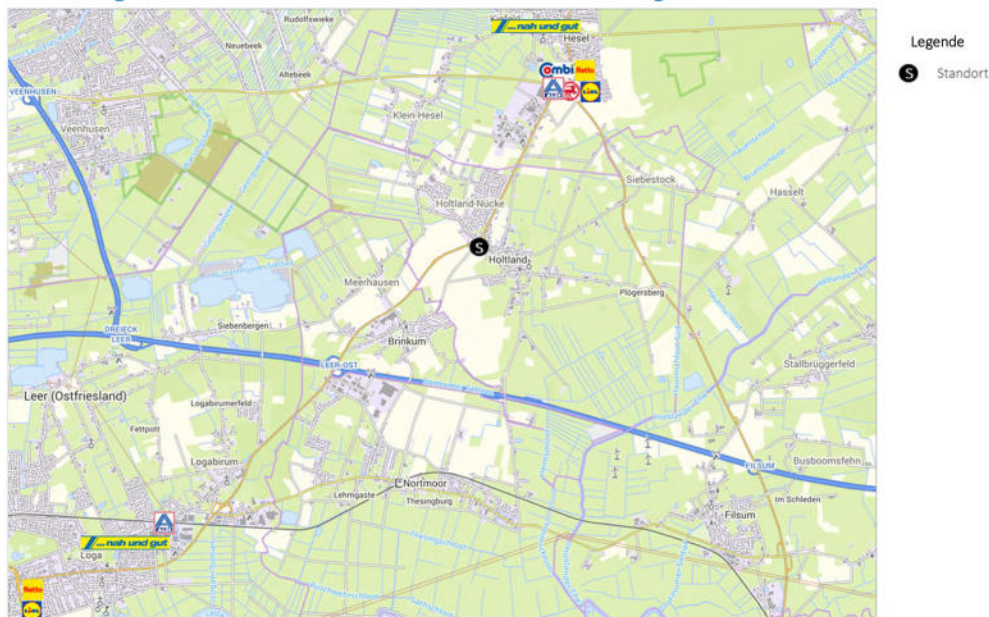 Legende
S Standort
Rudolfswieke
...nah und gut
Hesel
Neuebeek
Altebeek
Combi Netto
LIDL
VEENHUSEN
Veenhusen
Klein-Hesel
Siebestock
Hasselt
Holtland-Nücke
S
Holtland
Meerhausen
Plögersberg
Siebenbergen
DREIECK
LEER
Brinkum
LEER-OST
Stallbrüggerfeld
Leer (Ostfriesland)
Logabirumerfeld
Fettpott
Logabirum
Busboomsfehn
FILSUM
Nortmoor
Lehmgaste
Thesingburg
Im Schleden
Filsum
...nah und gut
Loga
Netto
LIDL